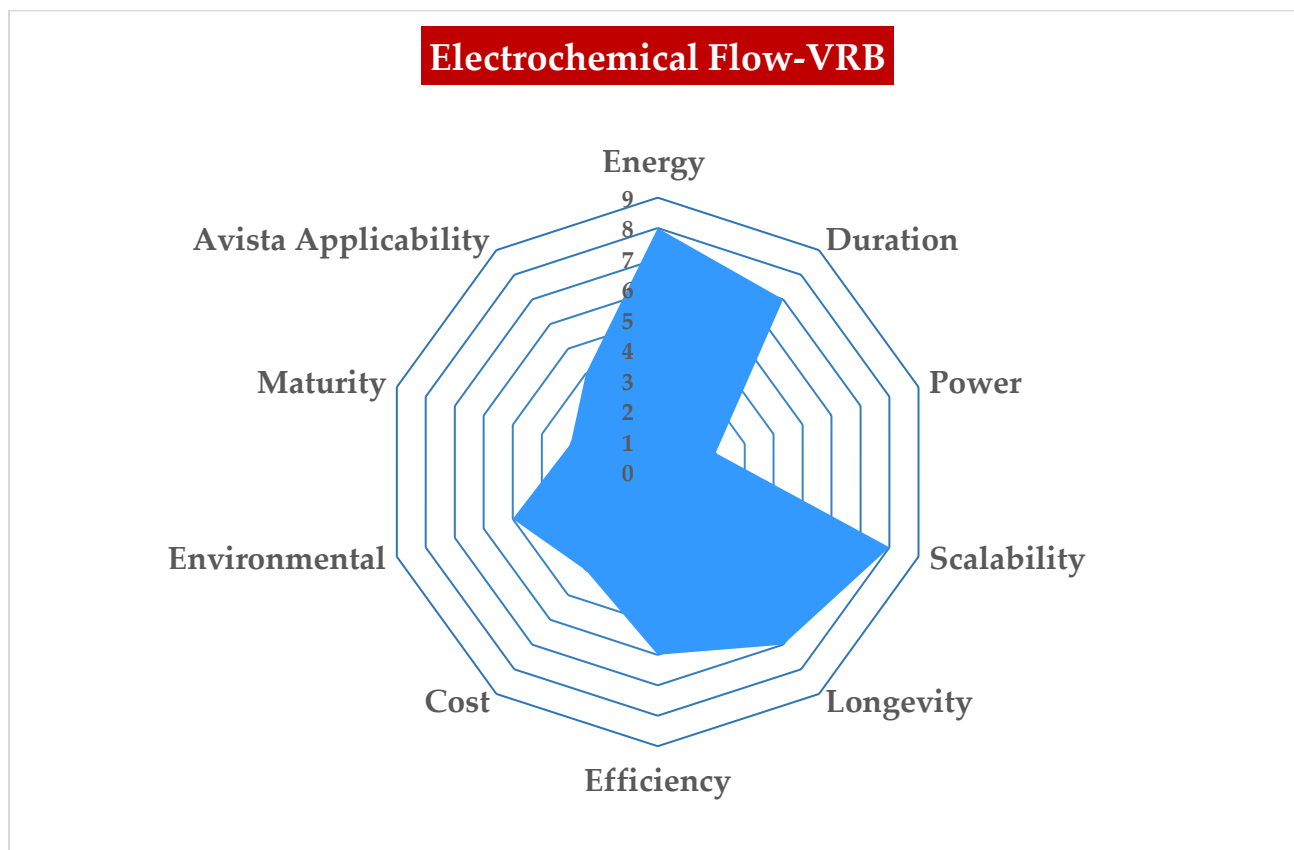 Electrochemical Flow-VRB
Energy
9
Avista Applicability
Duration
8
7
6
5
4
Maturity
Power
3
2
1
0
Environmental
Scalability
Cost
Longevity
Efficiency